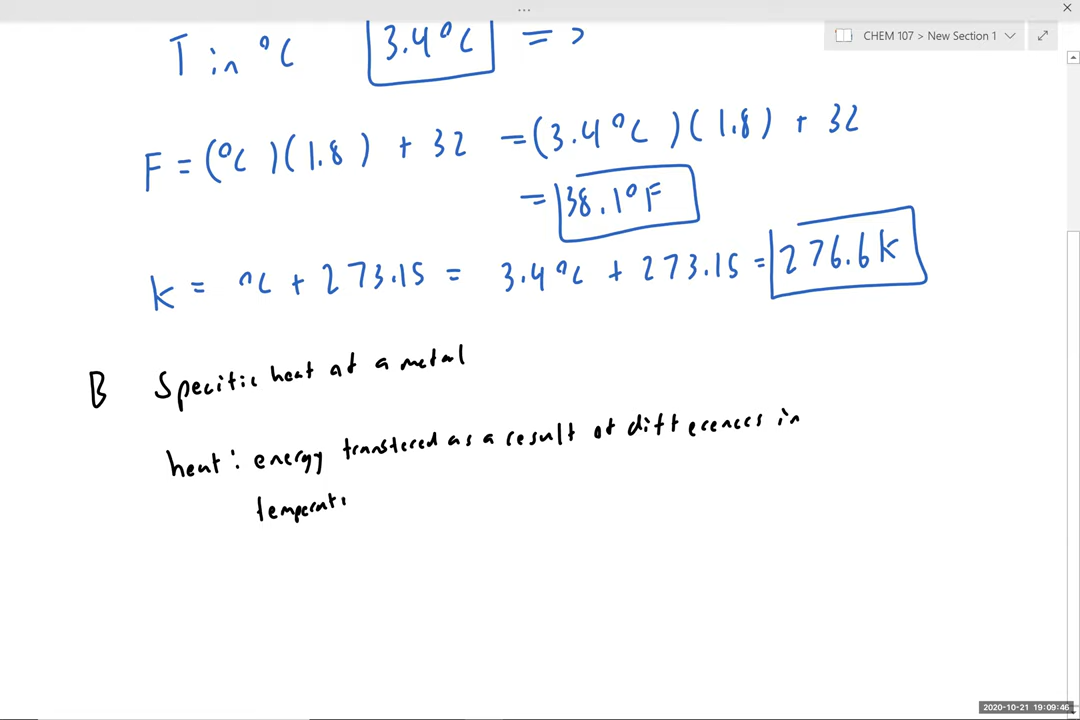 CHEM 107 > New Section 1
T in °C 3.4°C =>
F = (°C)(1.8) + 32 = (3.4°C)(1.8) + 32
= 38.1°F
K = °C + 273.15 = 3.4°C + 273.15 = 276.6K
B Specific heat of a metal
heat: energy transfered as a result of differences in
temperat
2020-10-21 19:09:46